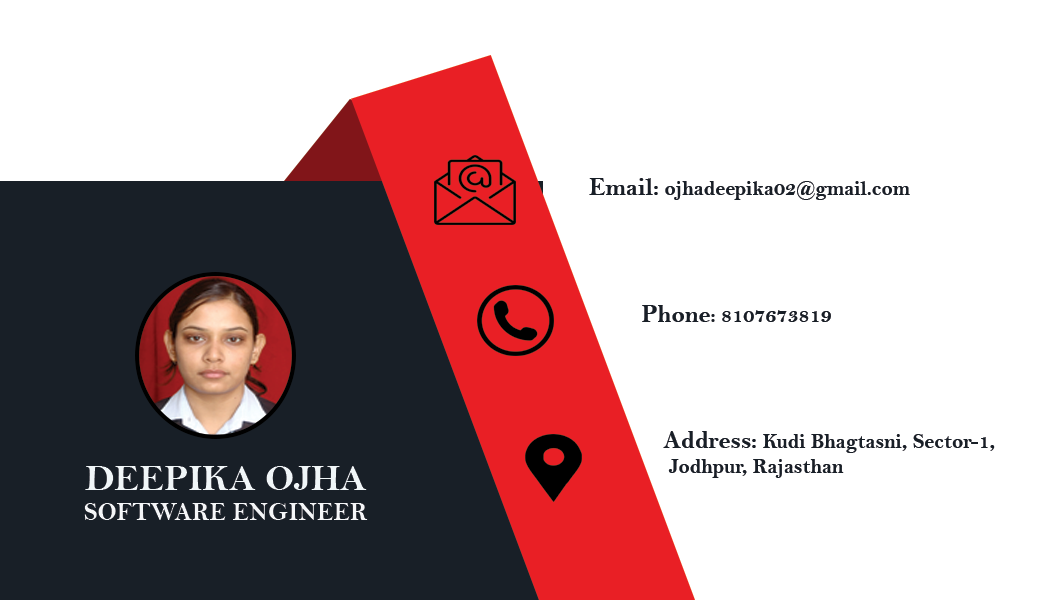 Email: ojhadeepika02@gmail.com
Phone: 8107673819
Address: Kudi Bhagtasni, Sector-1,
Jodhpur, Rajasthan
DEEPIKA OJHA
SOFTWARE ENGINEER